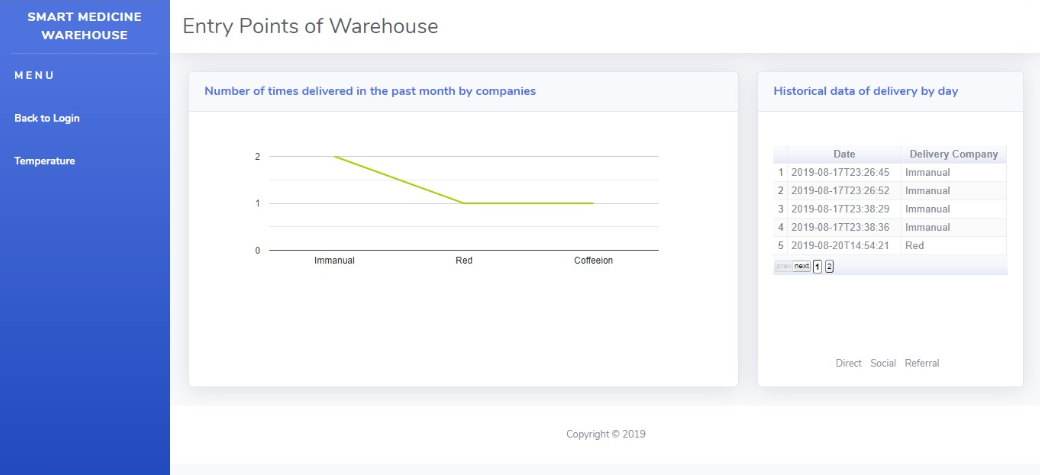 SMART MEDICINE
WAREHOUSE
MENU
Back to Login
Temperature
Entry Points of Warehouse
Number of times delivered in the past month by companies
2
1
0
Immanual Red Coffeeion
Historical data of delivery by day
Date Delivery Company
1 2019-08-17T23:26:45 Immanual
2 2019-08-17T23:26:52 Immanual
3 2019-08-17T23:38:29 Immanual
4 2019-08-17T23:38:36 Immanual
5 2019-08-20T14:54:21 Red
prev next 1 2
Direct Social Referral
Copyright © 2019